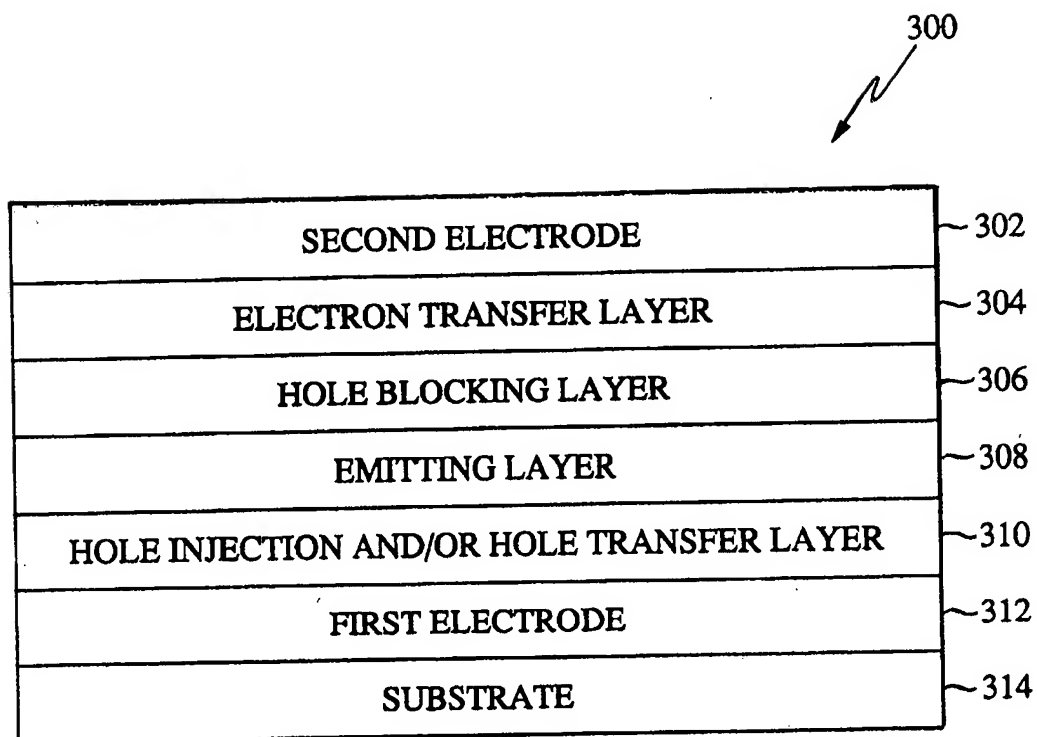 300
SECOND ELECTRODE 302
ELECTRON TRANSFER LAYER 304
HOLE BLOCKING LAYER 306
EMITTING LAYER 308
HOLE INJECTION AND/OR HOLE TRANSFER LAYER 310
FIRST ELECTRODE 312
SUBSTRATE 314